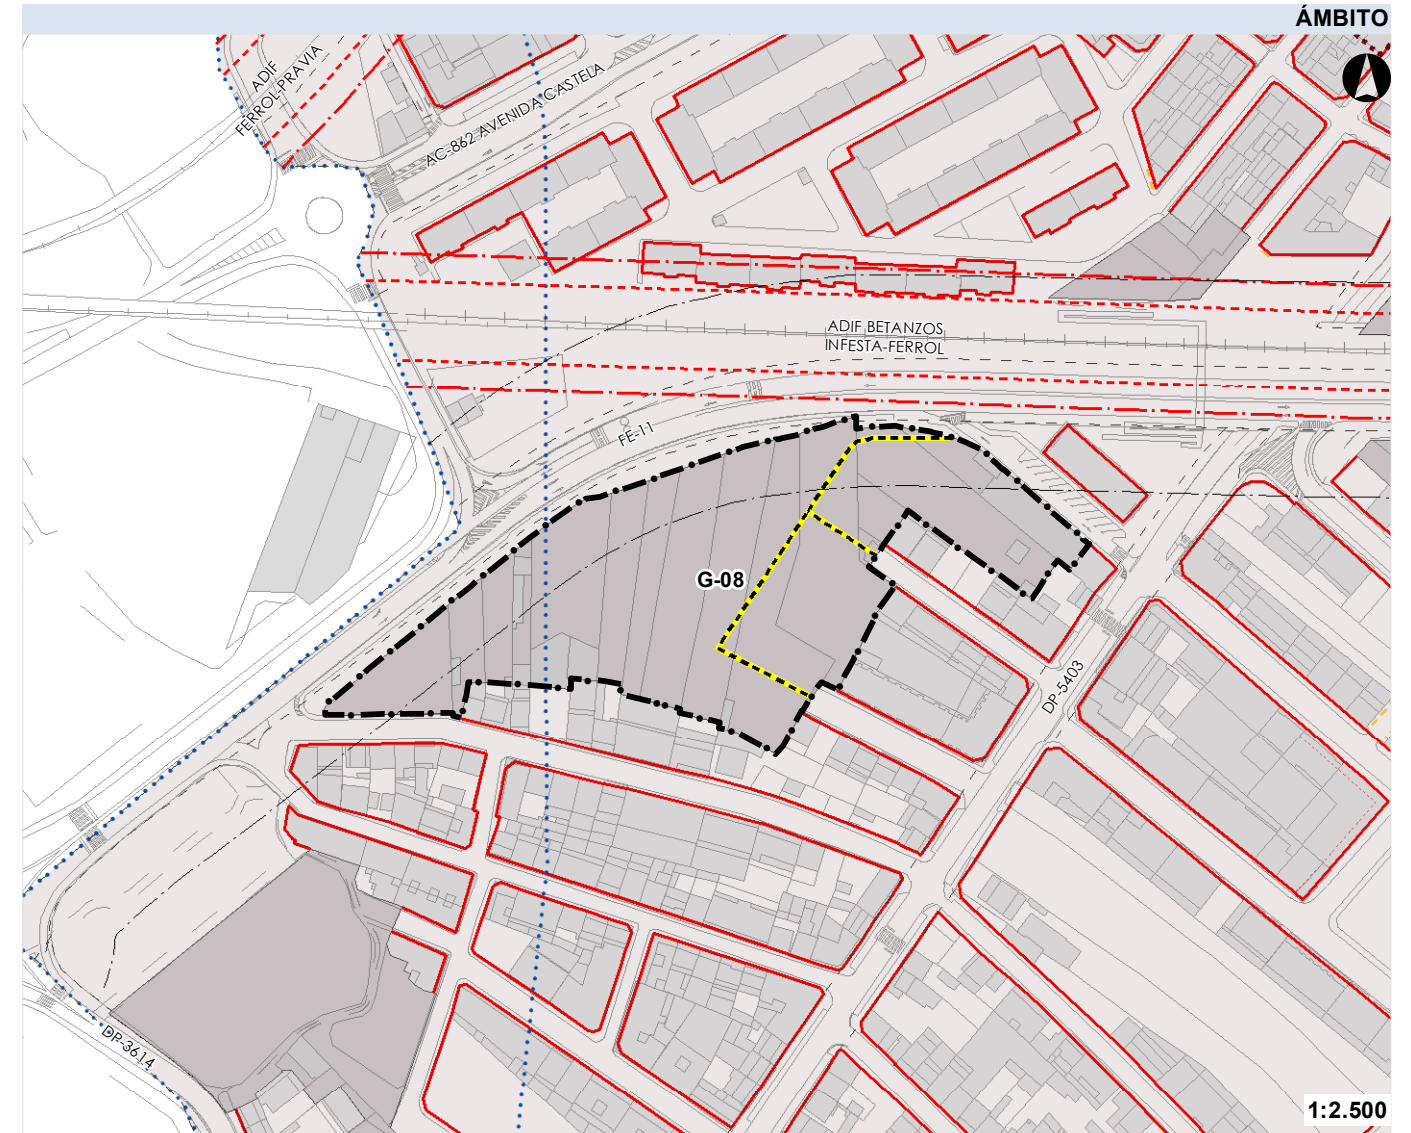 ÁMBITO
ADIF
FERROL-PRAVIA
AC-862 AVENIDA CASTELA
ADIF BETANZOS
INFESTA-FERROL
FE-11
G-08
DP-5403
DP-3614
1:2.500